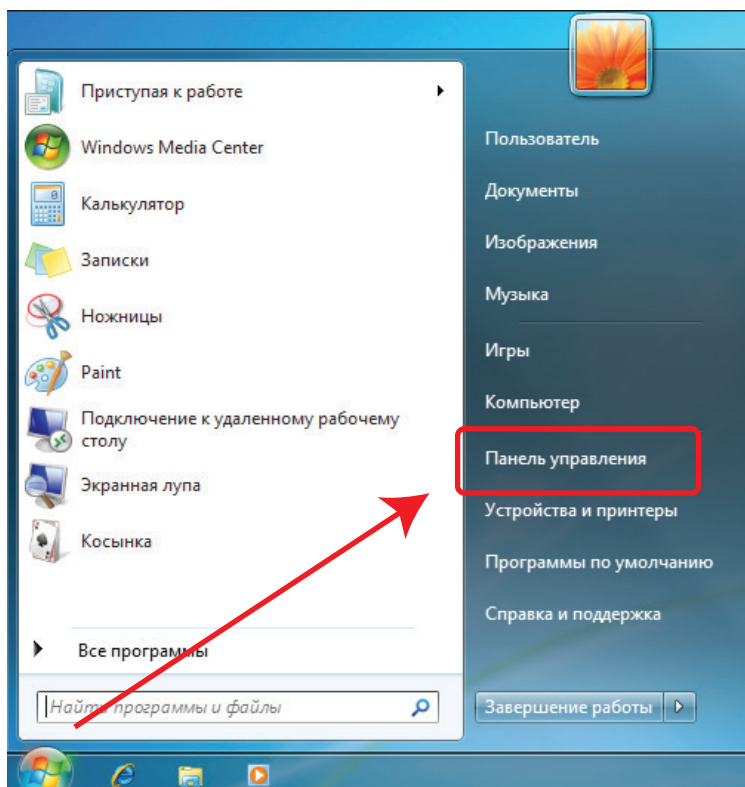 Приступая к работе
Windows Media Center
Калькулятор
Записки
Ножницы
Paint
Подключение к удаленному рабочему
столу
Экранная лупа
Косынка
Все программы
Найти программы и файлы
Пользователь
Документы
Изображения
Музыка
Игры
Компьютер
Панель управления
Устройства и принтеры
Программы по умолчанию
Справка и поддержка
Завершение работы